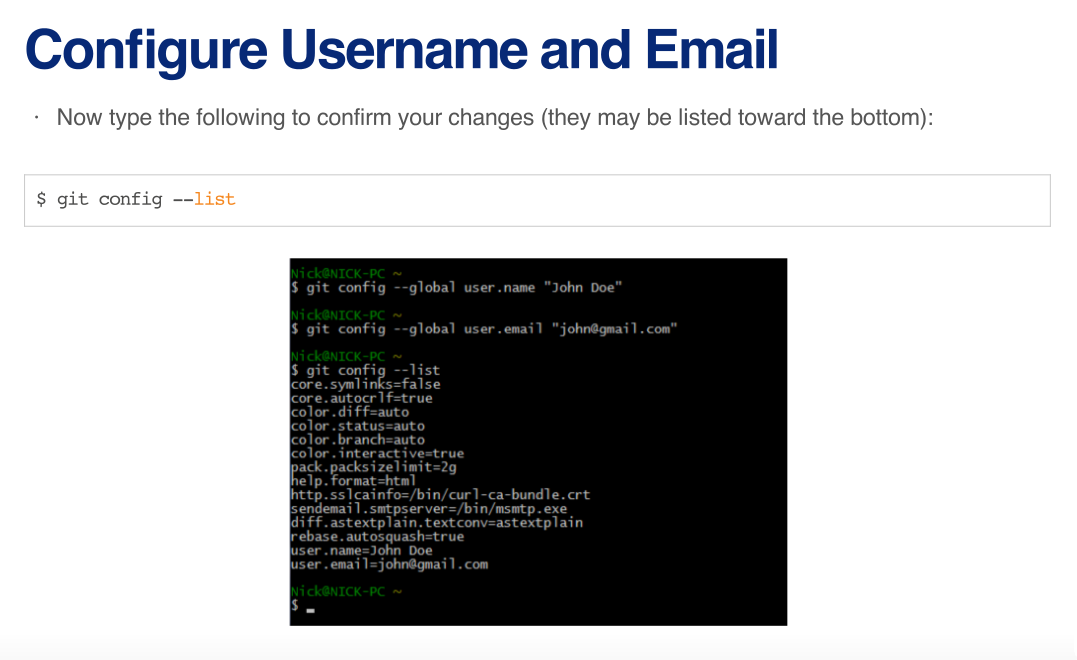 Configure Username and Email
· Now type the following to confirm your changes (they may be listed toward the bottom):
$ git config --list
Nick@NICK-PC ~
$ git config --global user.name "John Doe"
Nick@NICK-PC ~
$ git config --global user.email "john@gmail.com"
Nick@NICK-PC ~
$ git config --list
core.symlinks=false
core.autocrlf=true
color.diff=auto
color.status=auto
color.branch=auto
color.interactive=true
pack.packsizelimit=2g
help.format=html
http.sslcainfo=/bin/curl-ca-bundle.crt
sendemail.smtpserver=/bin/msmtp.exe
diff.astextplain.textconv=astextplain
rebase.autosquash=true
user.name=John Doe
user.email=john@gmail.com
Nick@NICK-PC ~
$ _